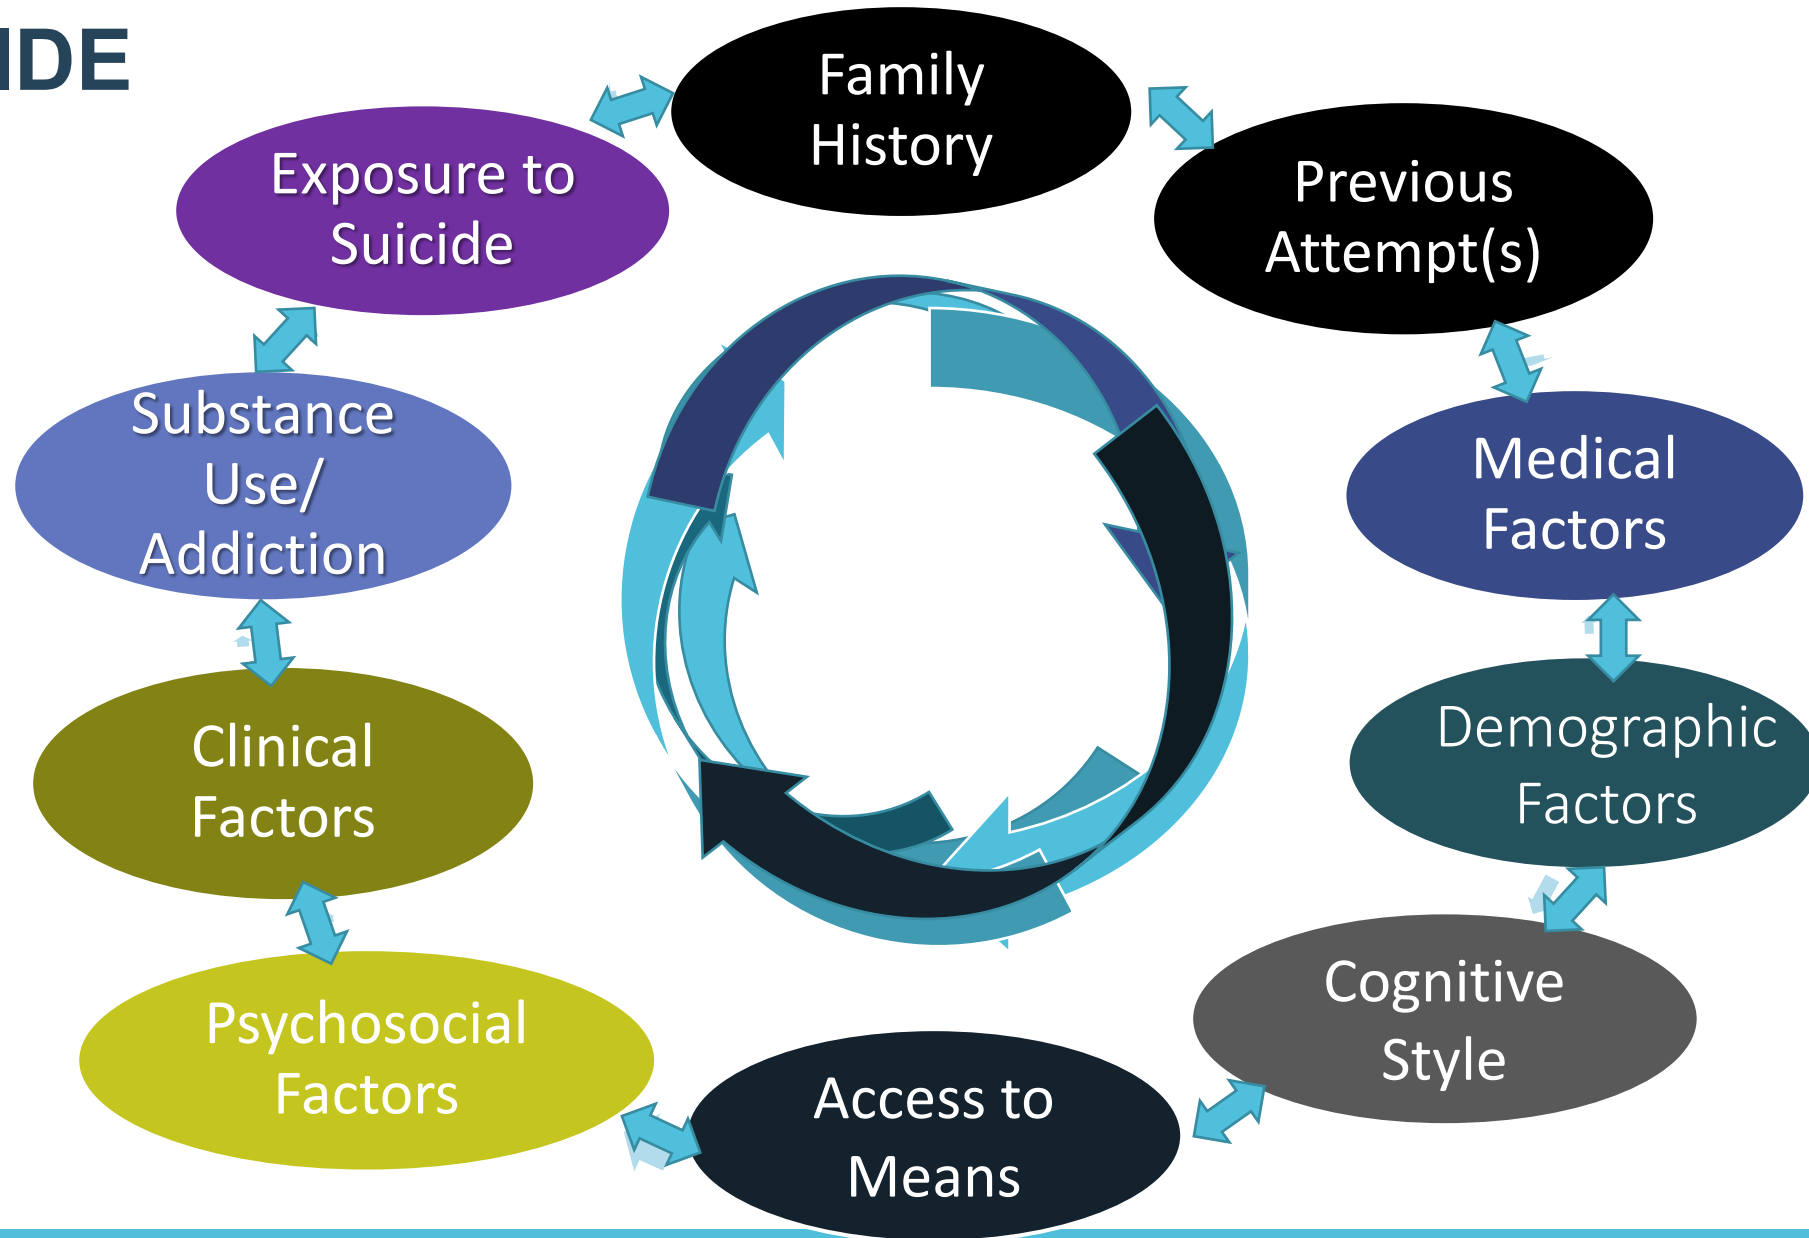 IDE
Family
History
Previous
Attempt(s)
Medical
Factors
Demographic
Factors
Cognitive
Style
Access to
Means
Psychosocial
Factors
Clinical
Factors
Substance
Use/
Addiction
Exposure to
Suicide